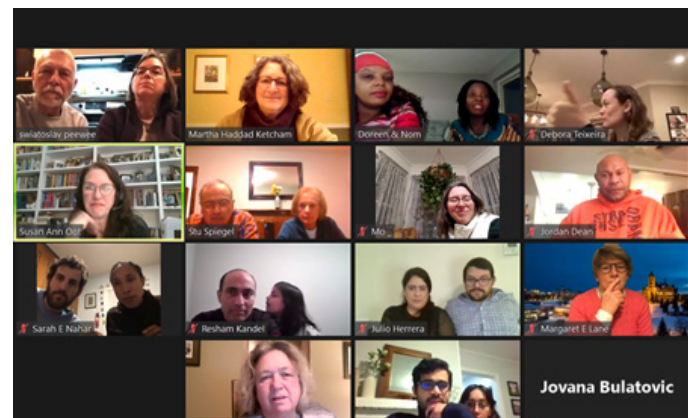 swiatoslav peewee
Martha Haddad Ketcham
Doreen & Nom
Debora Teixeira
Susan Ann Oot
Stu Spiegel
Mo
Jordan Dean
Sarah E Nahar
Resham Kandel
Julio Herrera
Margaret E Lane
Jovana Bulatovic